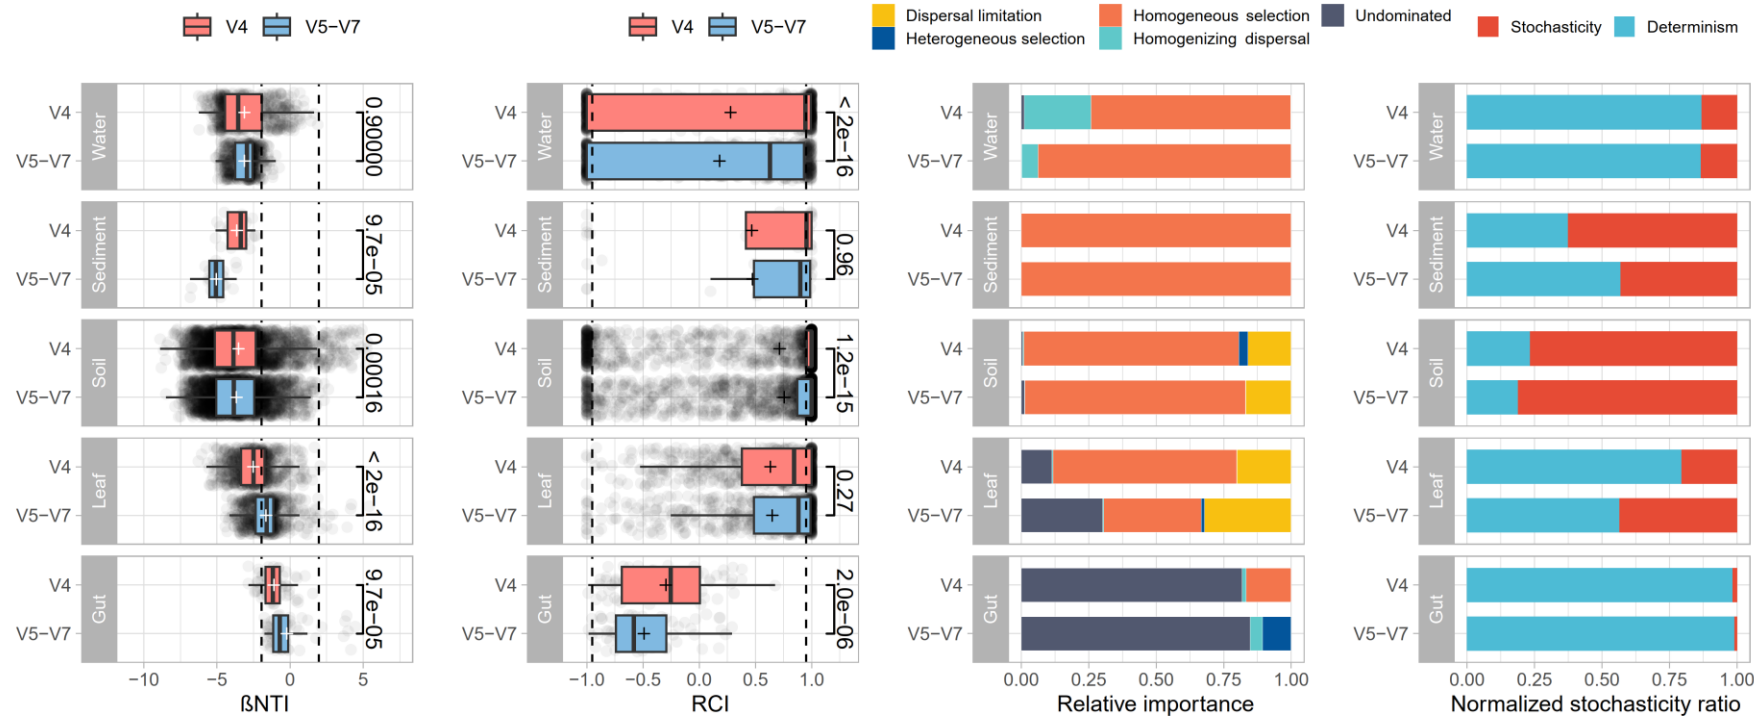 V4 V5−V7
V4 V5−V7
Dispersal limitation Homogeneous selection Undominated
Heterogeneous selection Homogenizing dispersal
Stochasticity Determinism
V4
V5−V7
Water
0.90000
V4
V5−V7
Sediment
9.7e−05
V4
V5−V7
Soil
0.00016
V4
V5−V7
Leaf
< 2e−16
V4
V5−V7
Gut
9.7e−05
−10 −5 0 5
ßNTI
V4
V5−V7
Water
< 2e−16
V4
V5−V7
Sediment
0.96
V4
V5−V7
Soil
1.2e−15
V4
V5−V7
Leaf
0.27
V4
V5−V7
Gut
2.0e−06
−1.0 −0.5 0.0 0.5 1.0
RCI
V4
V5−V7
Water
V4
V5−V7
Sediment
V4
V5−V7
Soil
V4
V5−V7
Leaf
V4
V5−V7
Gut
0.00 0.25 0.50 0.75 1.00
Relative importance
V4
V5−V7
Water
V4
V5−V7
Sediment
V4
V5−V7
Soil
V4
V5−V7
Leaf
V4
V5−V7
Gut
0.00 0.25 0.50 0.75 1.00
Normalized stochasticity ratio